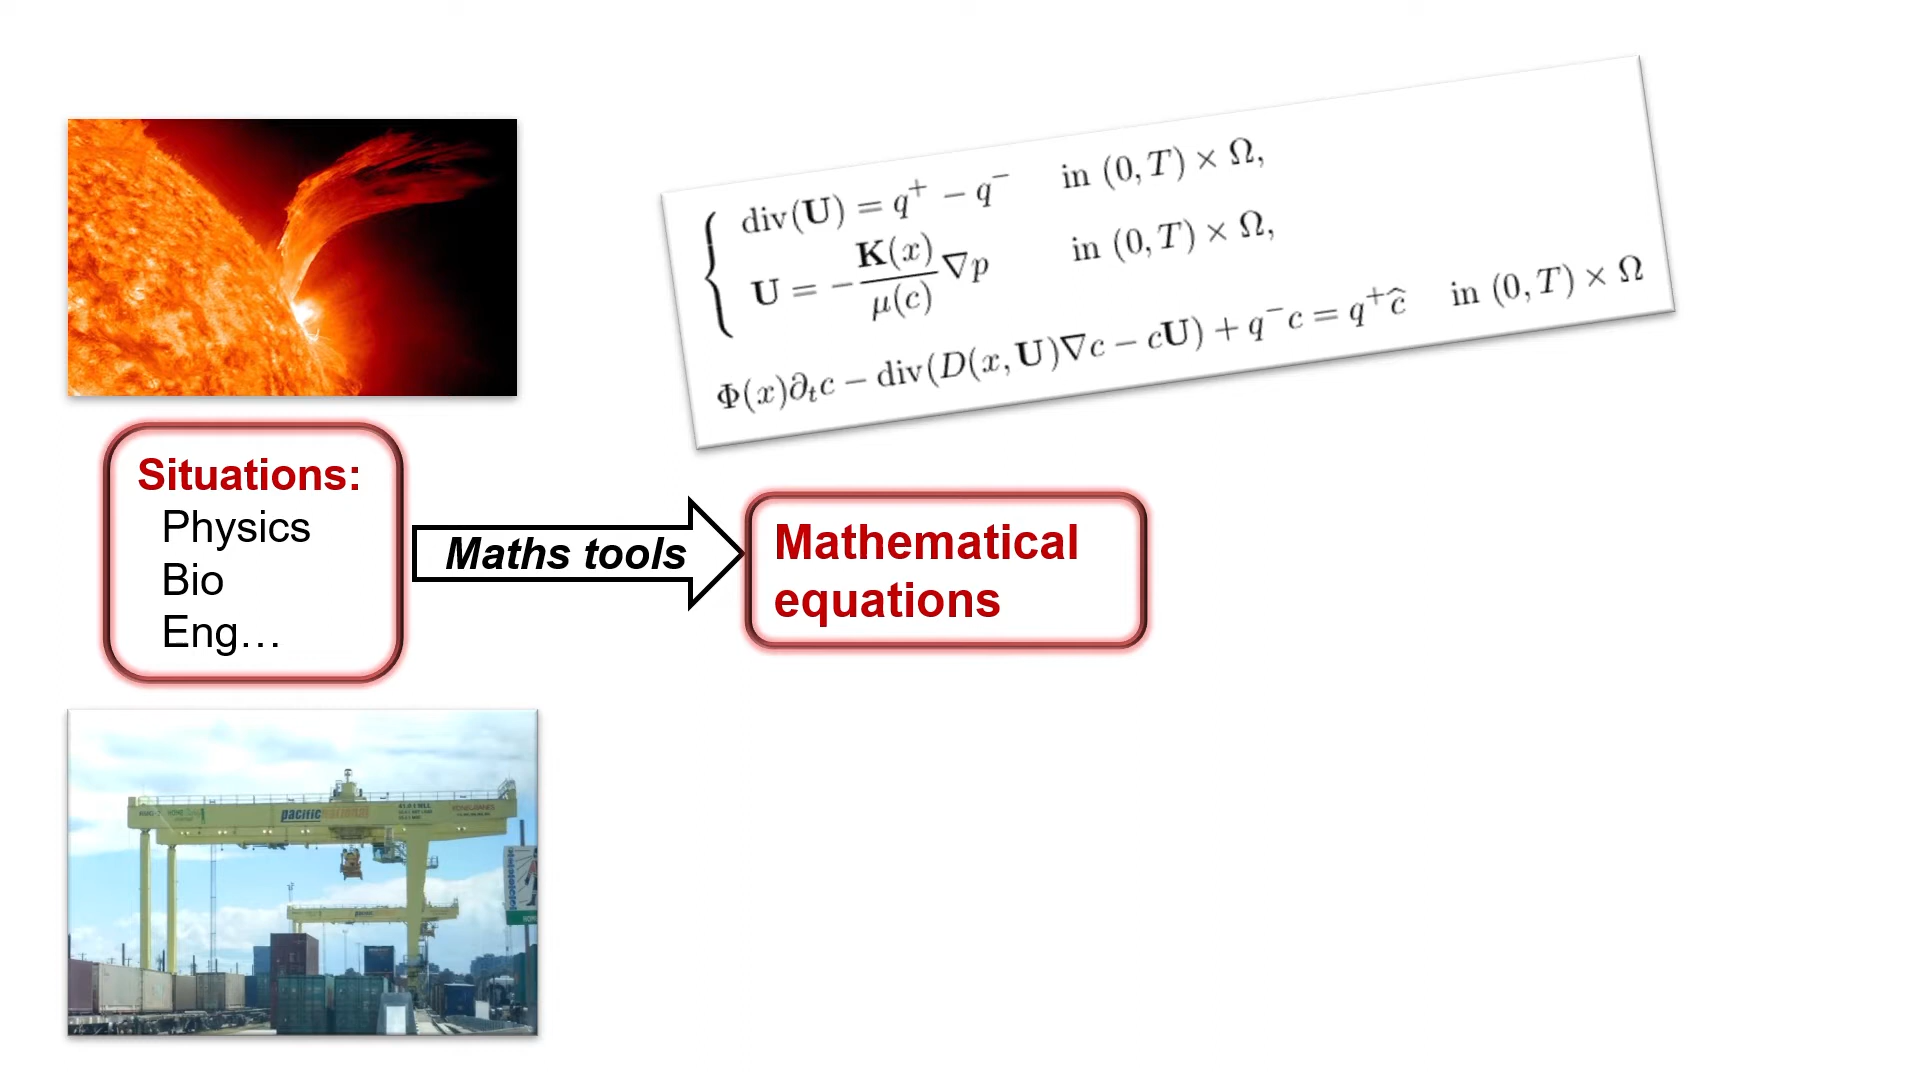 div(𝐔) = q⁺ − q⁻ in (0, T) × Ω,
𝐔 = −𝐊(x)/μ(c) ∇p in (0, T) × Ω,
Φ(x)∂ₜc − div(D(x, 𝐔)∇c − c𝐔) + q⁻c = q⁺ĉ in (0, T) × Ω
Situations:
Physics
Bio
Eng…
Maths tools
Mathematical
equations
pacific national